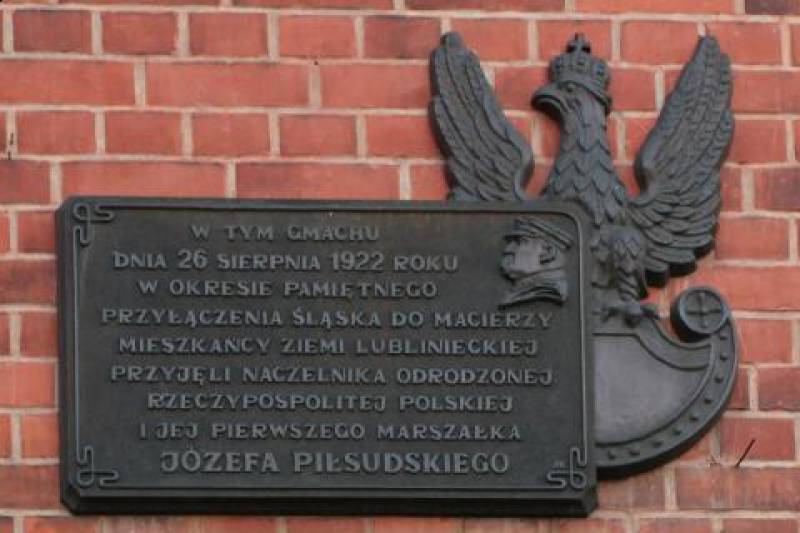 W TYM GMACHU
DNIA 26 SIERPNIA 1922 ROKU
W OKRESIE PAMIĘTNEGO
PRZYŁĄCZENIA ŚLĄSKA DO MACIERZY
MIESZKAŃCY ZIEMI LUBLINIECKIEJ
PRZYJĘLI NACZELNIKA ODRODZONEJ
RZECZYPOSPOLITEJ POLSKIEJ
I JEJ PIERWSZEGO MARSZAŁKA
JÓZEFA PIŁSUDSKIEGO